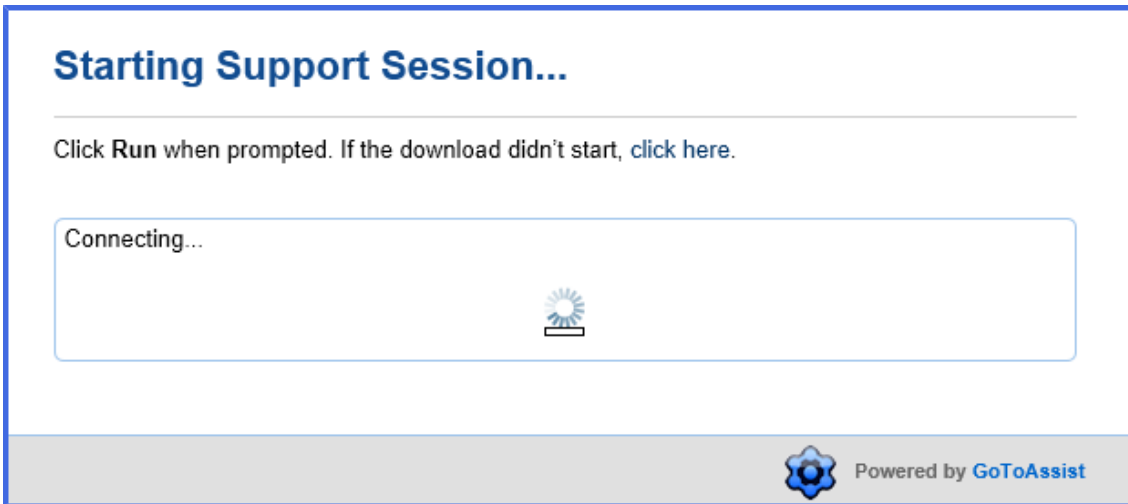 Starting Support Session...
Click Run when prompted. If the download didn't start, click here.
Connecting...
Powered by GoToAssist